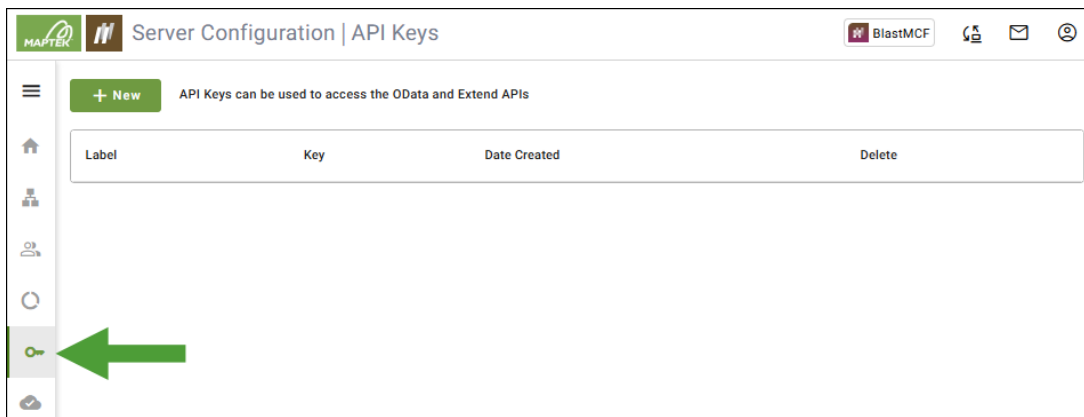 MAPTEK
Server Configuration | API Keys
BlastMCF
+ New
API Keys can be used to access the OData and Extend APIs
Label Key Date Created Delete